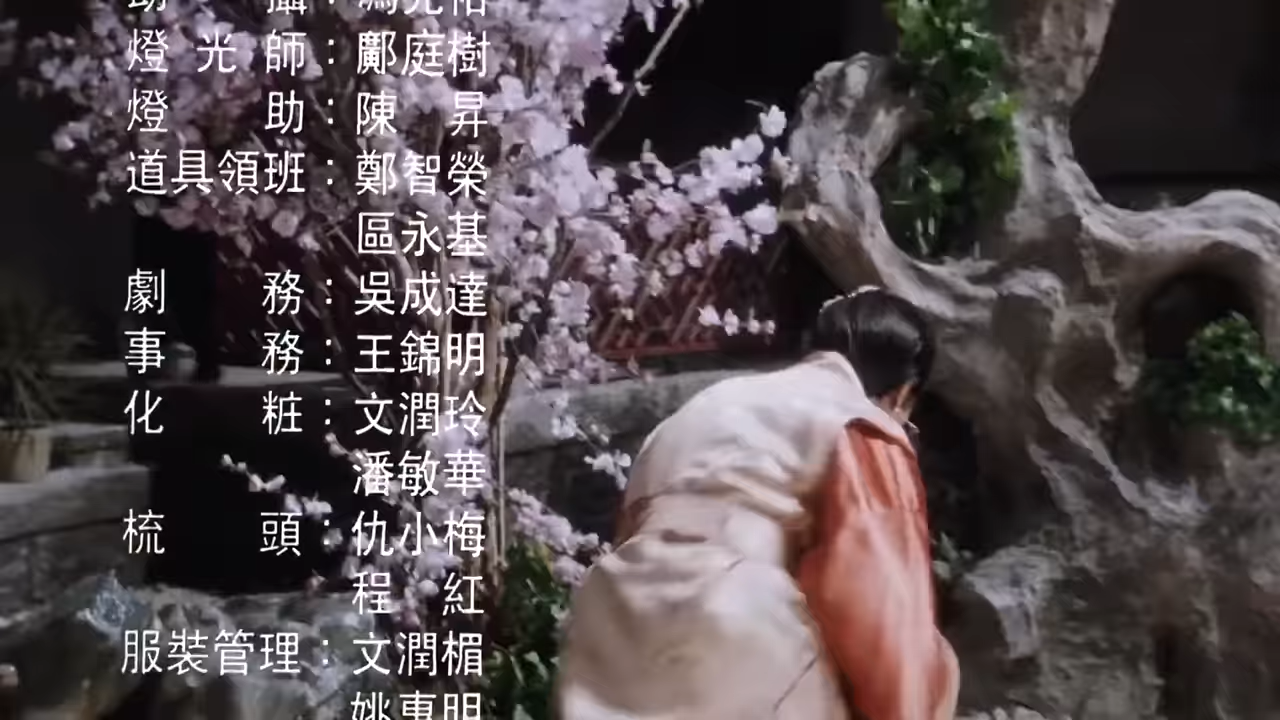 燈光師：鄺庭樹
燈助：陳昇
道具領班：鄭智榮
區永基
劇務：吳成達
事務：王錦明
化粧：文潤玲
潘敏華
梳頭：仇小梅
程紅
服裝管理：文潤楣